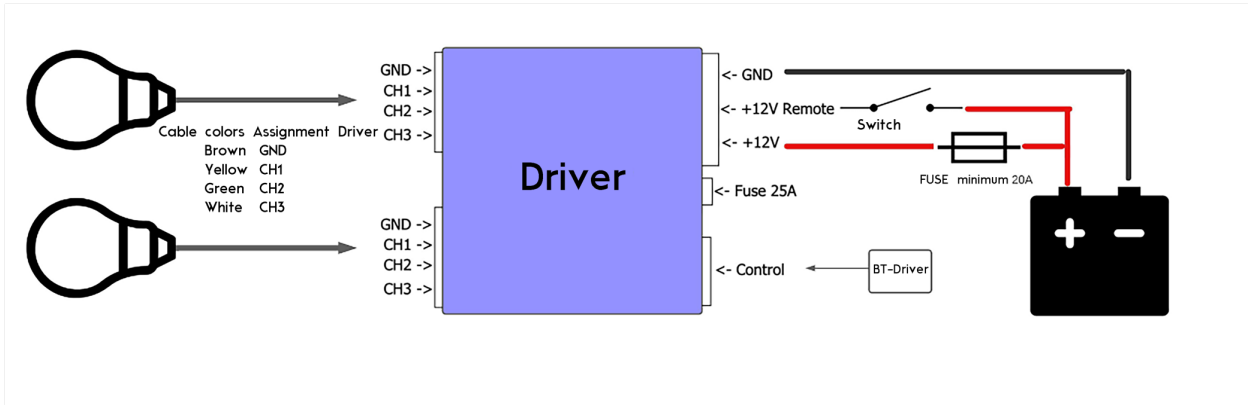 GND ->
CH1 ->
CH2 ->
CH3 ->
Cable colors Assignment Driver
Brown GND
Yellow CH1
Green CH2
White CH3
GND ->
CH1 ->
CH2 ->
CH3 ->
Driver
<- GND
<- +12V Remote
Switch
<- +12V
FUSE minimum 20A
<- Fuse 25A
<- Control
BT-Driver
+ −